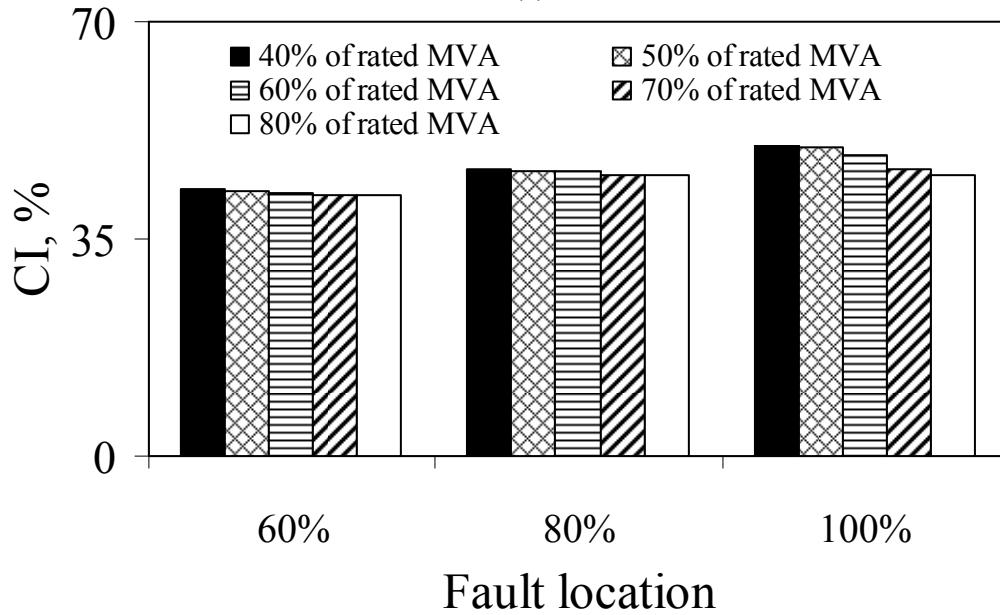 70
40% of rated MVA 50% of rated MVA
60% of rated MVA 70% of rated MVA
80% of rated MVA
CI, %
35
0
60% 80% 100%
Fault location